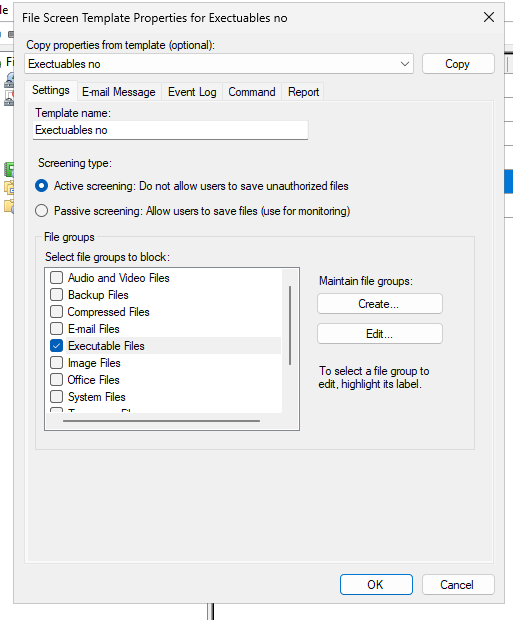 File Screen Template Properties for Exectuables no
Copy properties from template (optional):
Exectuables no
Copy
Settings
E-mail Message
Event Log
Command
Report
Template name:
Exectuables no
Screening type:
Active screening: Do not allow users to save unauthorized files
Passive screening: Allow users to save files (use for monitoring)
File groups
Select file groups to block:
Audio and Video Files
Backup Files
Compressed Files
E-mail Files
Executable Files
Image Files
Office Files
System Files
Maintain file groups:
Create...
Edit...
To select a file group to
edit, highlight its label.
OK
Cancel